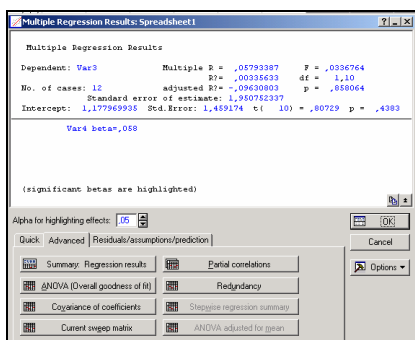 Multiple Regression Results: Spreadsheet1
Multiple Regression Results
Dependent: Var3 Multiple R = ,05793387 F = ,0336764
R?= ,00335633 df = 1,10
No. of cases: 12 adjusted R?= -,09630803 p = ,858064
Standard error of estimate: 1,950752337
Intercept: 1,177969935 Std.Error: 1,459174 t( 10) = ,80729 p = ,4383
Var4 beta=,058
(significant betas are highlighted)
Alpha for highlighting effects: ,05
OK
Quick Advanced Residuals/assumptions/prediction
Cancel
Summary: Regression results Partial correlations
Options
ANOVA (Overall goodness of fit) Redundancy
Covariance of coefficients Stepwise regression summary
Current sweep matrix ANOVA adjusted for mean